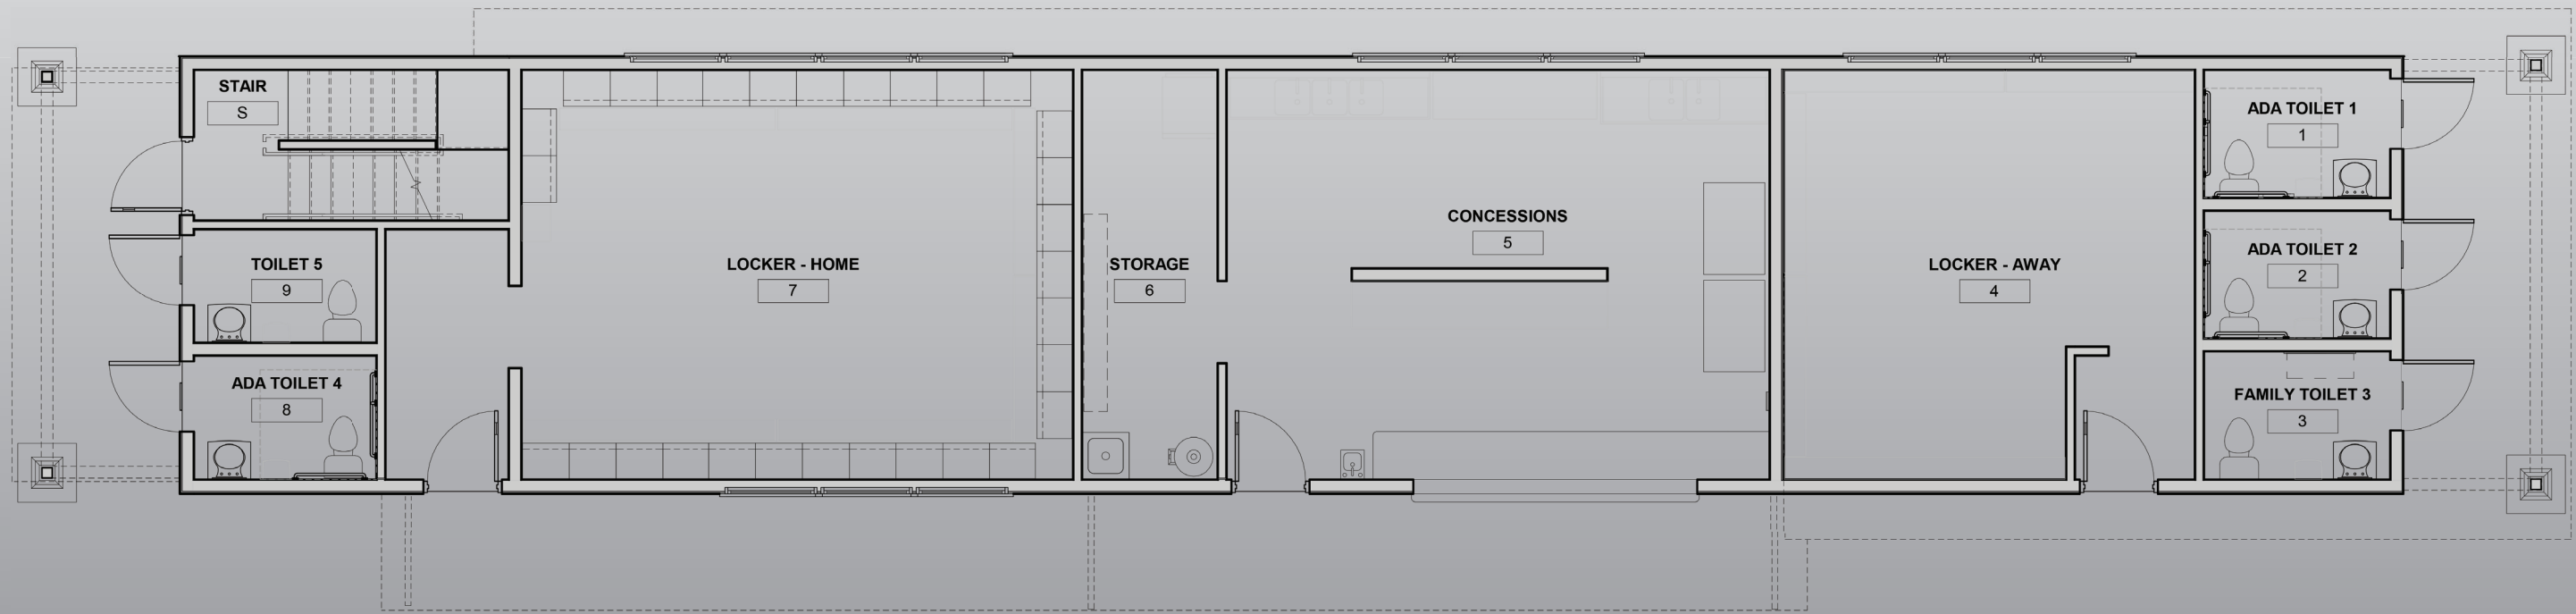 STAIR
S
TOILET 5
9
ADA TOILET 4
8
LOCKER - HOME
7
STORAGE
6
CONCESSIONS
5
LOCKER - AWAY
4
ADA TOILET 1
1
ADA TOILET 2
2
FAMILY TOILET 3
3